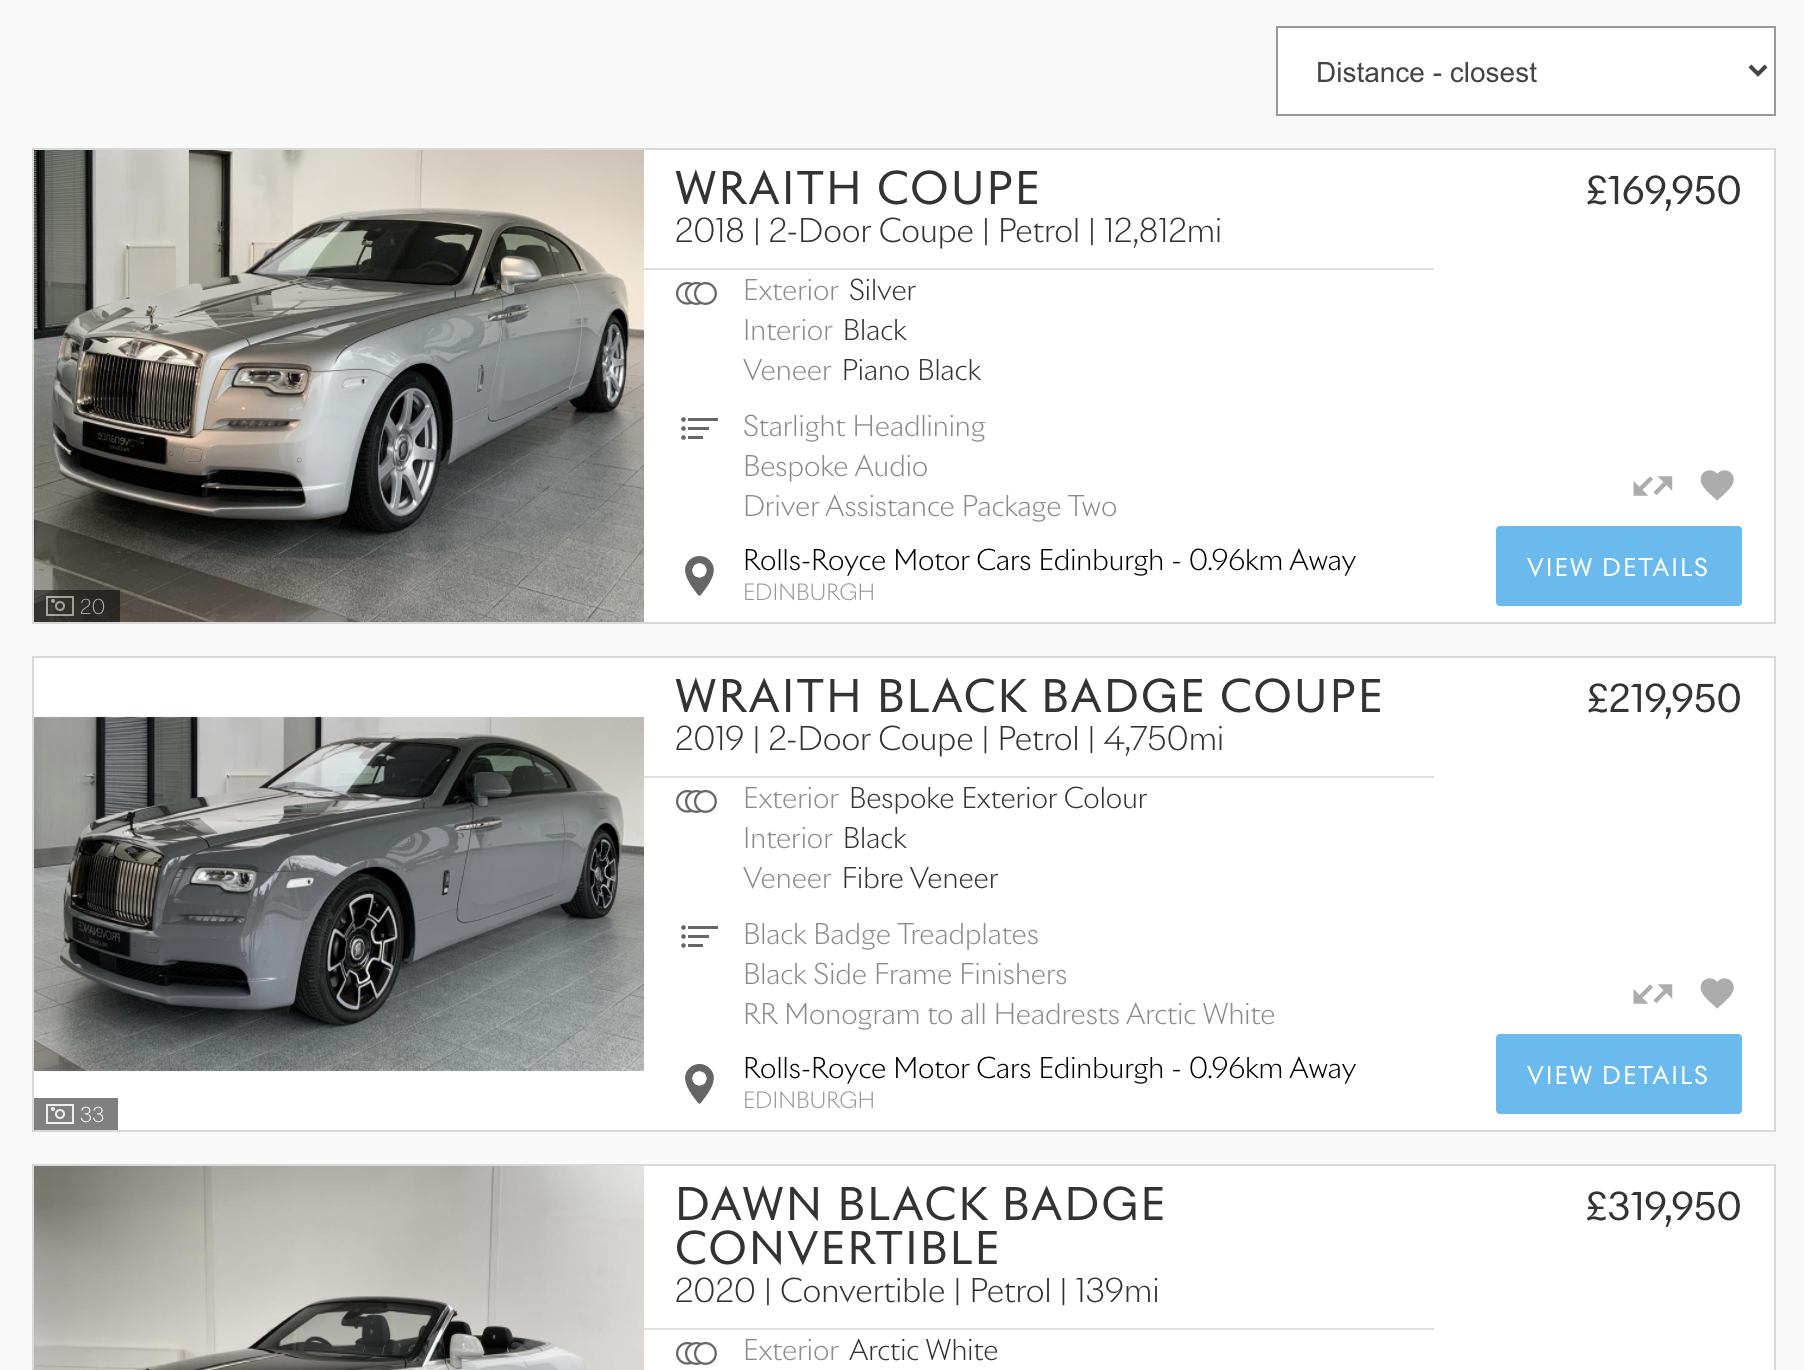 Distance - closest
WRAITH COUPE
£169,950
2018 | 2-Door Coupe | Petrol | 12,812mi
Exterior Silver
Interior Black
Veneer Piano Black
Starlight Headlining
Bespoke Audio
Driver Assistance Package Two
Rolls-Royce Motor Cars Edinburgh - 0.96km Away
EDINBURGH
VIEW DETAILS
Provenance
20
WRAITH BLACK BADGE COUPE
£219,950
2019 | 2-Door Coupe | Petrol | 4,750mi
Exterior Bespoke Exterior Colour
Interior Black
Veneer Fibre Veneer
Black Badge Treadplates
Black Side Frame Finishers
RR Monogram to all Headrests Arctic White
Rolls-Royce Motor Cars Edinburgh - 0.96km Away
EDINBURGH
VIEW DETAILS
PROVENANCE
33
DAWN BLACK BADGE
CONVERTIBLE
£319,950
2020 | Convertible | Petrol | 139mi
Exterior Arctic White